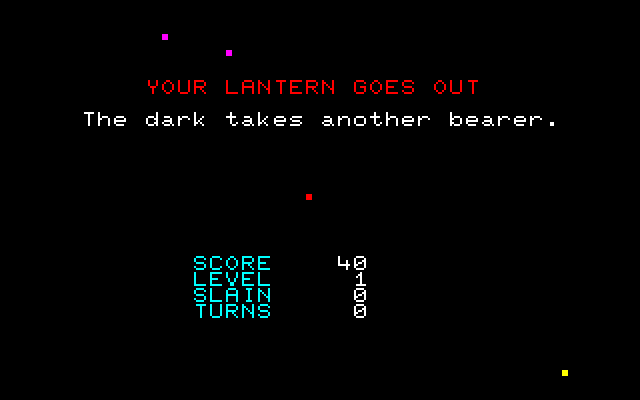 YOUR LANTERN GOES OUT
The dark takes another bearer.
SCORE 40
LEVEL 1
SLAIN 0
TURNS 0